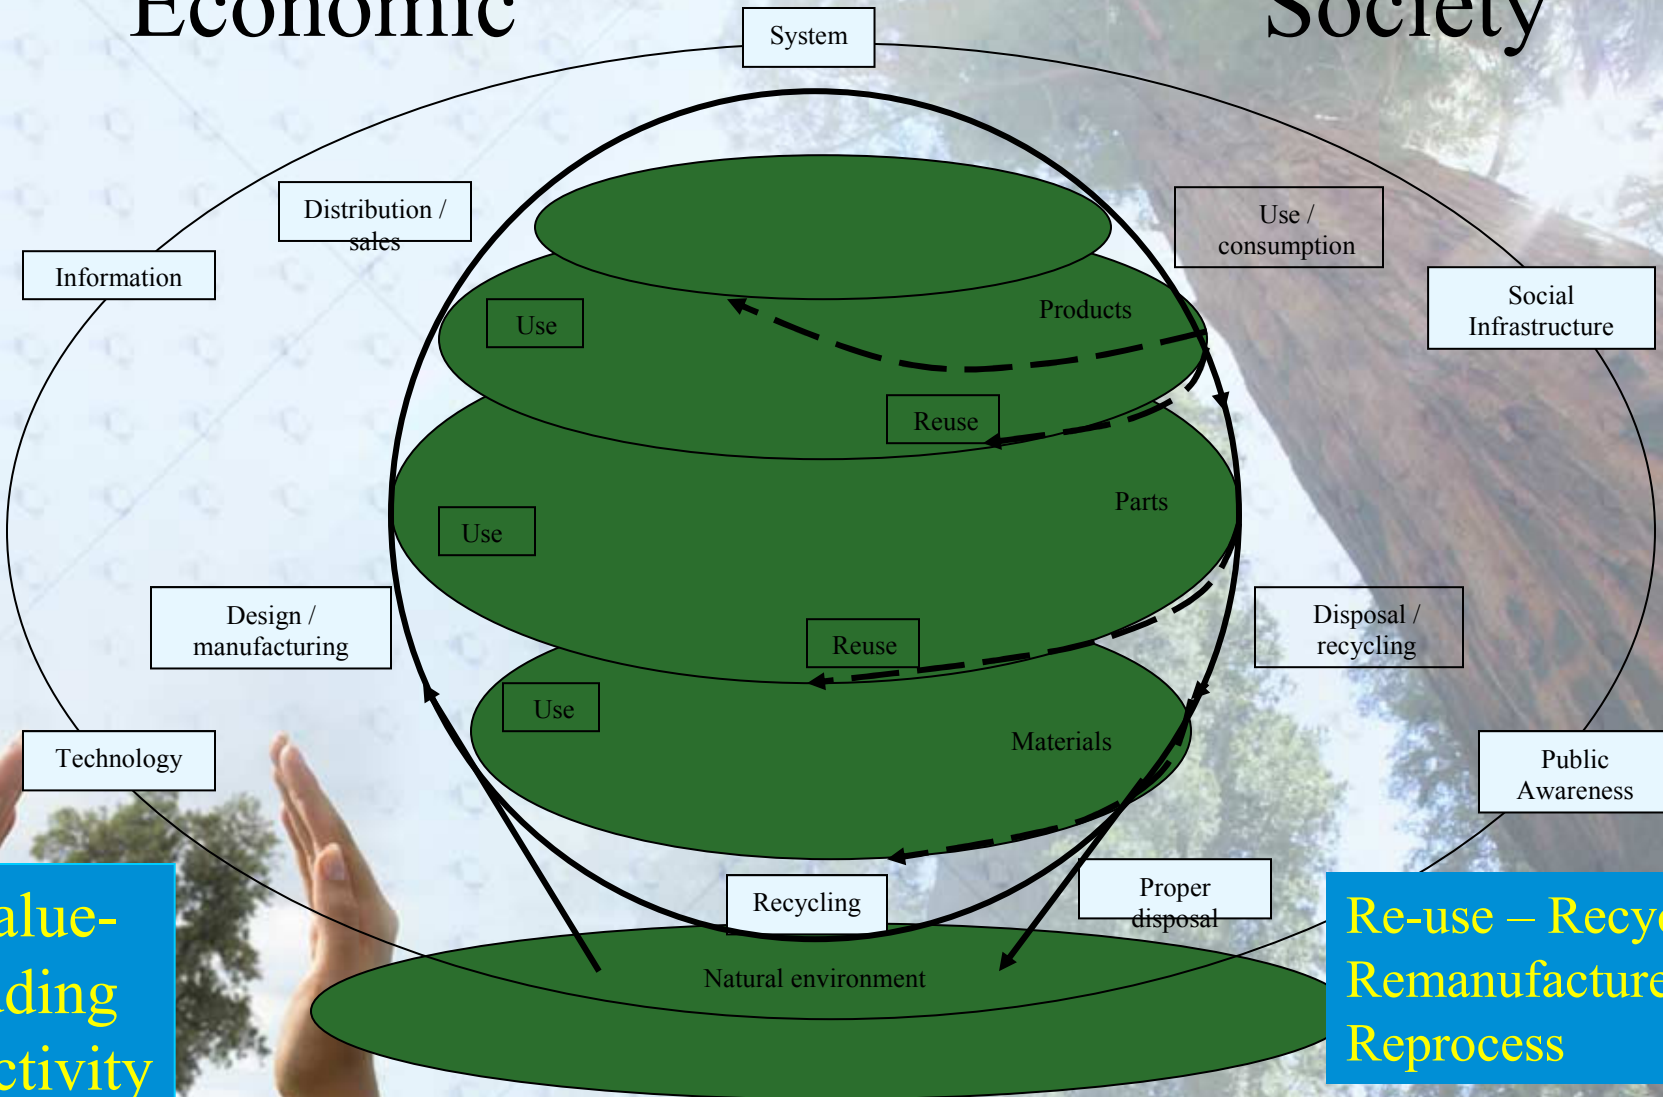 Economic
Society
System
Distribution /
sales
Use /
consumption
Information
Social
Infrastructure
Products
Use
Reuse
Parts
Use
Design /
manufacturing
Disposal /
recycling
Reuse
Use
Materials
Technology
Public
Awareness
Proper
disposal
Recycling
Natural environment
alue-
ding
ctivity
Re-use – Recyc
Remanufacture
Reprocess